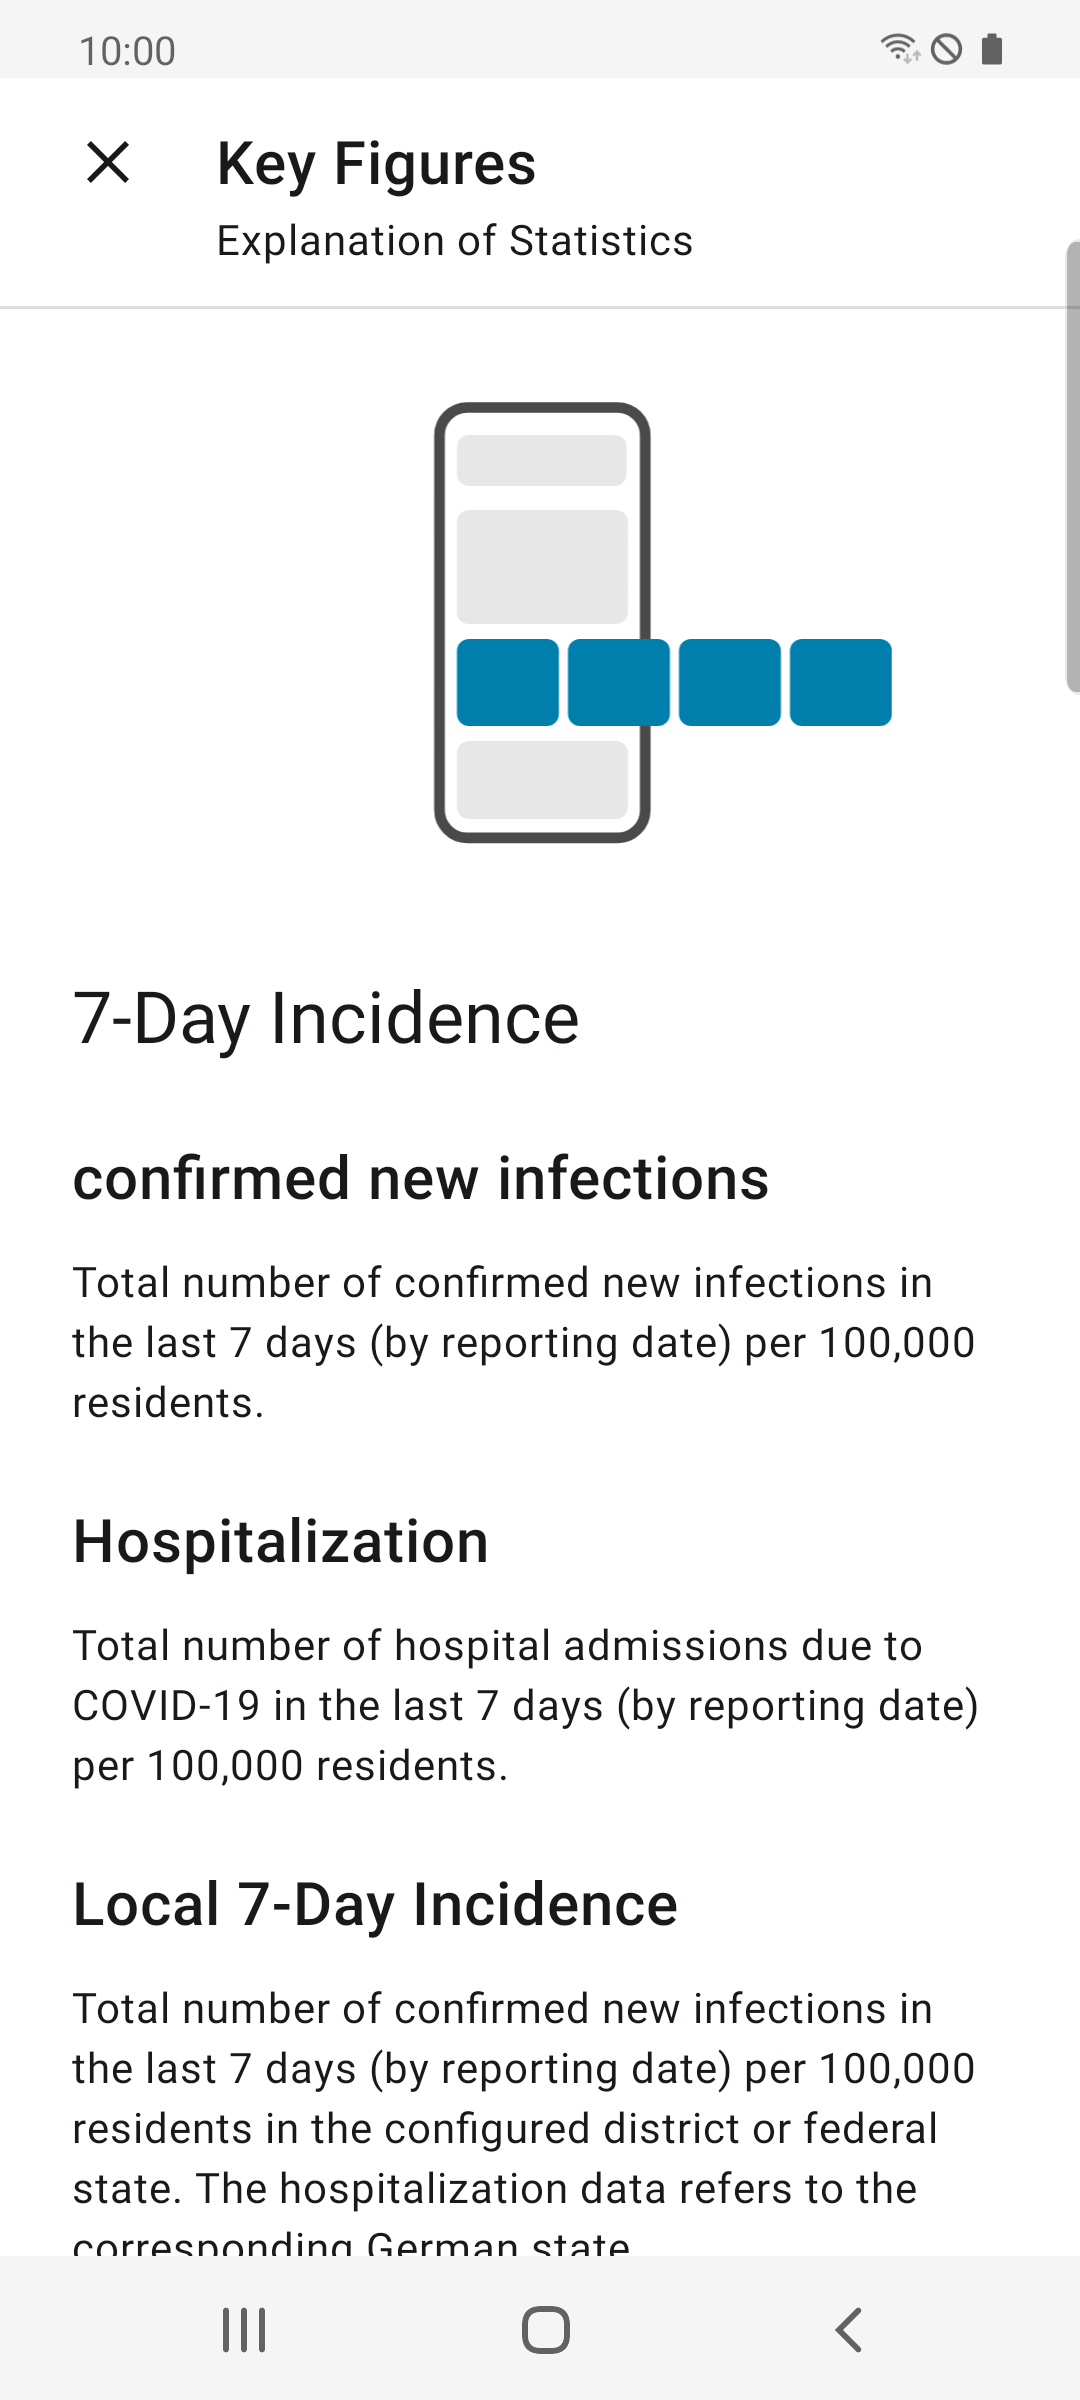 10:00
Key Figures
Explanation of Statistics
7-Day Incidence
confirmed new infections
Total number of confirmed new infections in
the last 7 days (by reporting date) per 100,000
residents.
Hospitalization
Total number of hospital admissions due to
COVID-19 in the last 7 days (by reporting date)
per 100,000 residents.
Local 7-Day Incidence
Total number of confirmed new infections in
the last 7 days (by reporting date) per 100,000
residents in the configured district or federal
state. The hospitalization data refers to the
corresponding German state